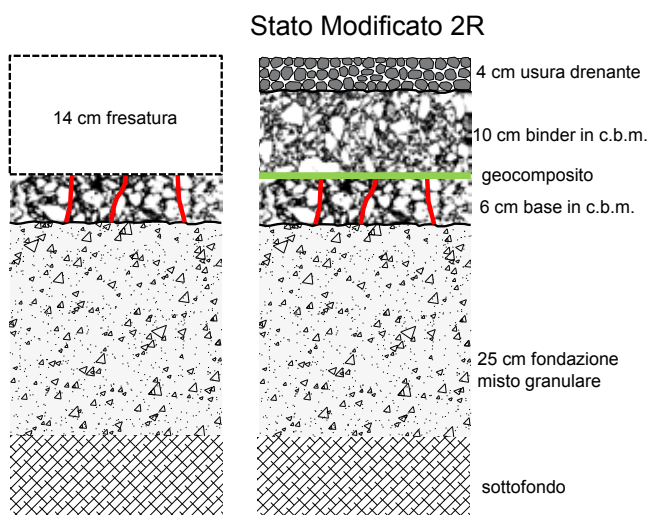 Stato Modificato 2R
14 cm fresatura
4 cm usura drenante
10 cm binder in c.b.m.
geocomposito
6 cm base in c.b.m.
25 cm fondazione
misto granulare
sottofondo